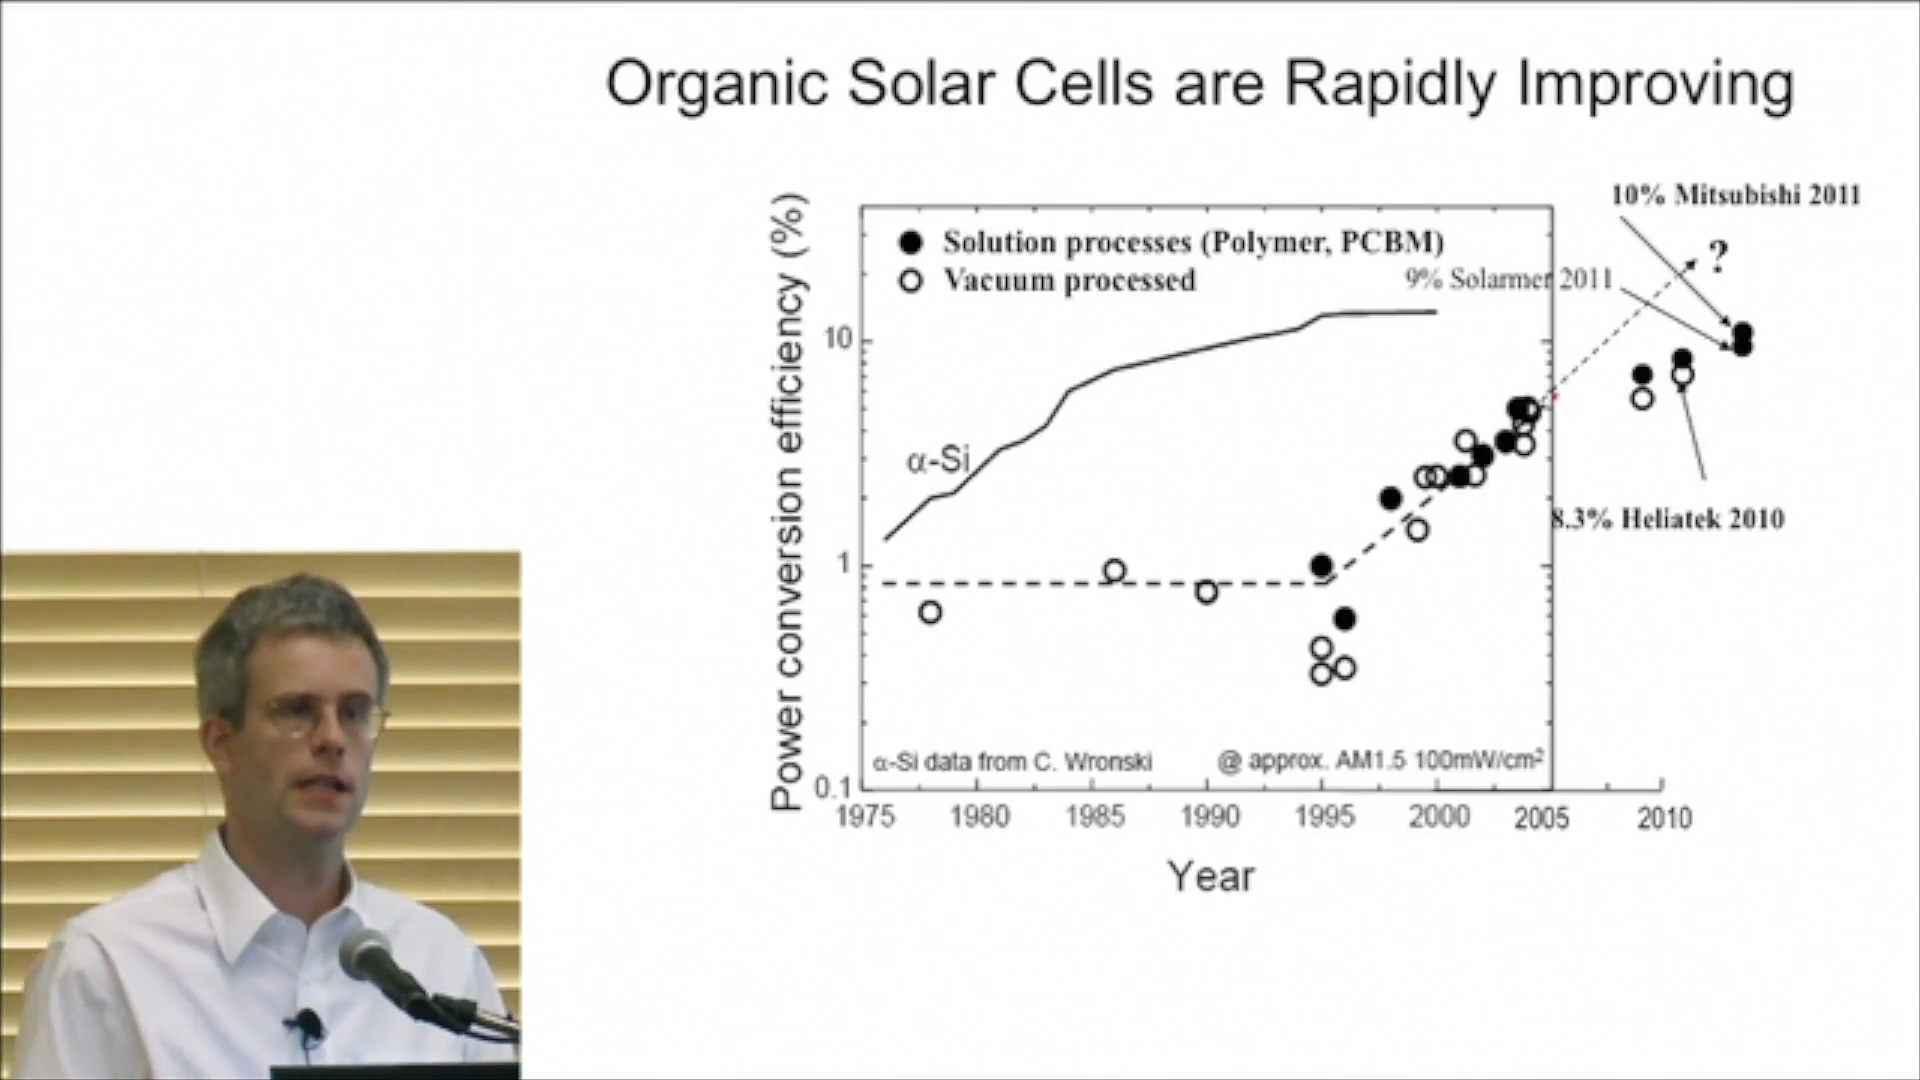 Organic Solar Cells are Rapidly Improving
10% Mitsubishi 2011
Solution processes (Polymer, PCBM)
?
Vacuum processed
9% Solarmer 2011
Power conversion efficiency (%)
10
α-Si
8.3% Heliatek 2010
1
α-Si data from C. Wronski @ approx. AM1.5 100mW/cm²
0.1
1975 1980 1985 1990 1995 2000 2005 2010
Year